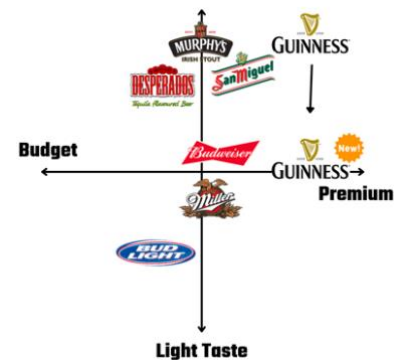 MURPHY'S
IRISH STOUT
GUINNESS
DESPERADOS
Tequila Flavoured Beer
San Miguel
Budget
Budweiser
New!
GUINNESS
Premium
Miller
BUD
LIGHT
Light Taste